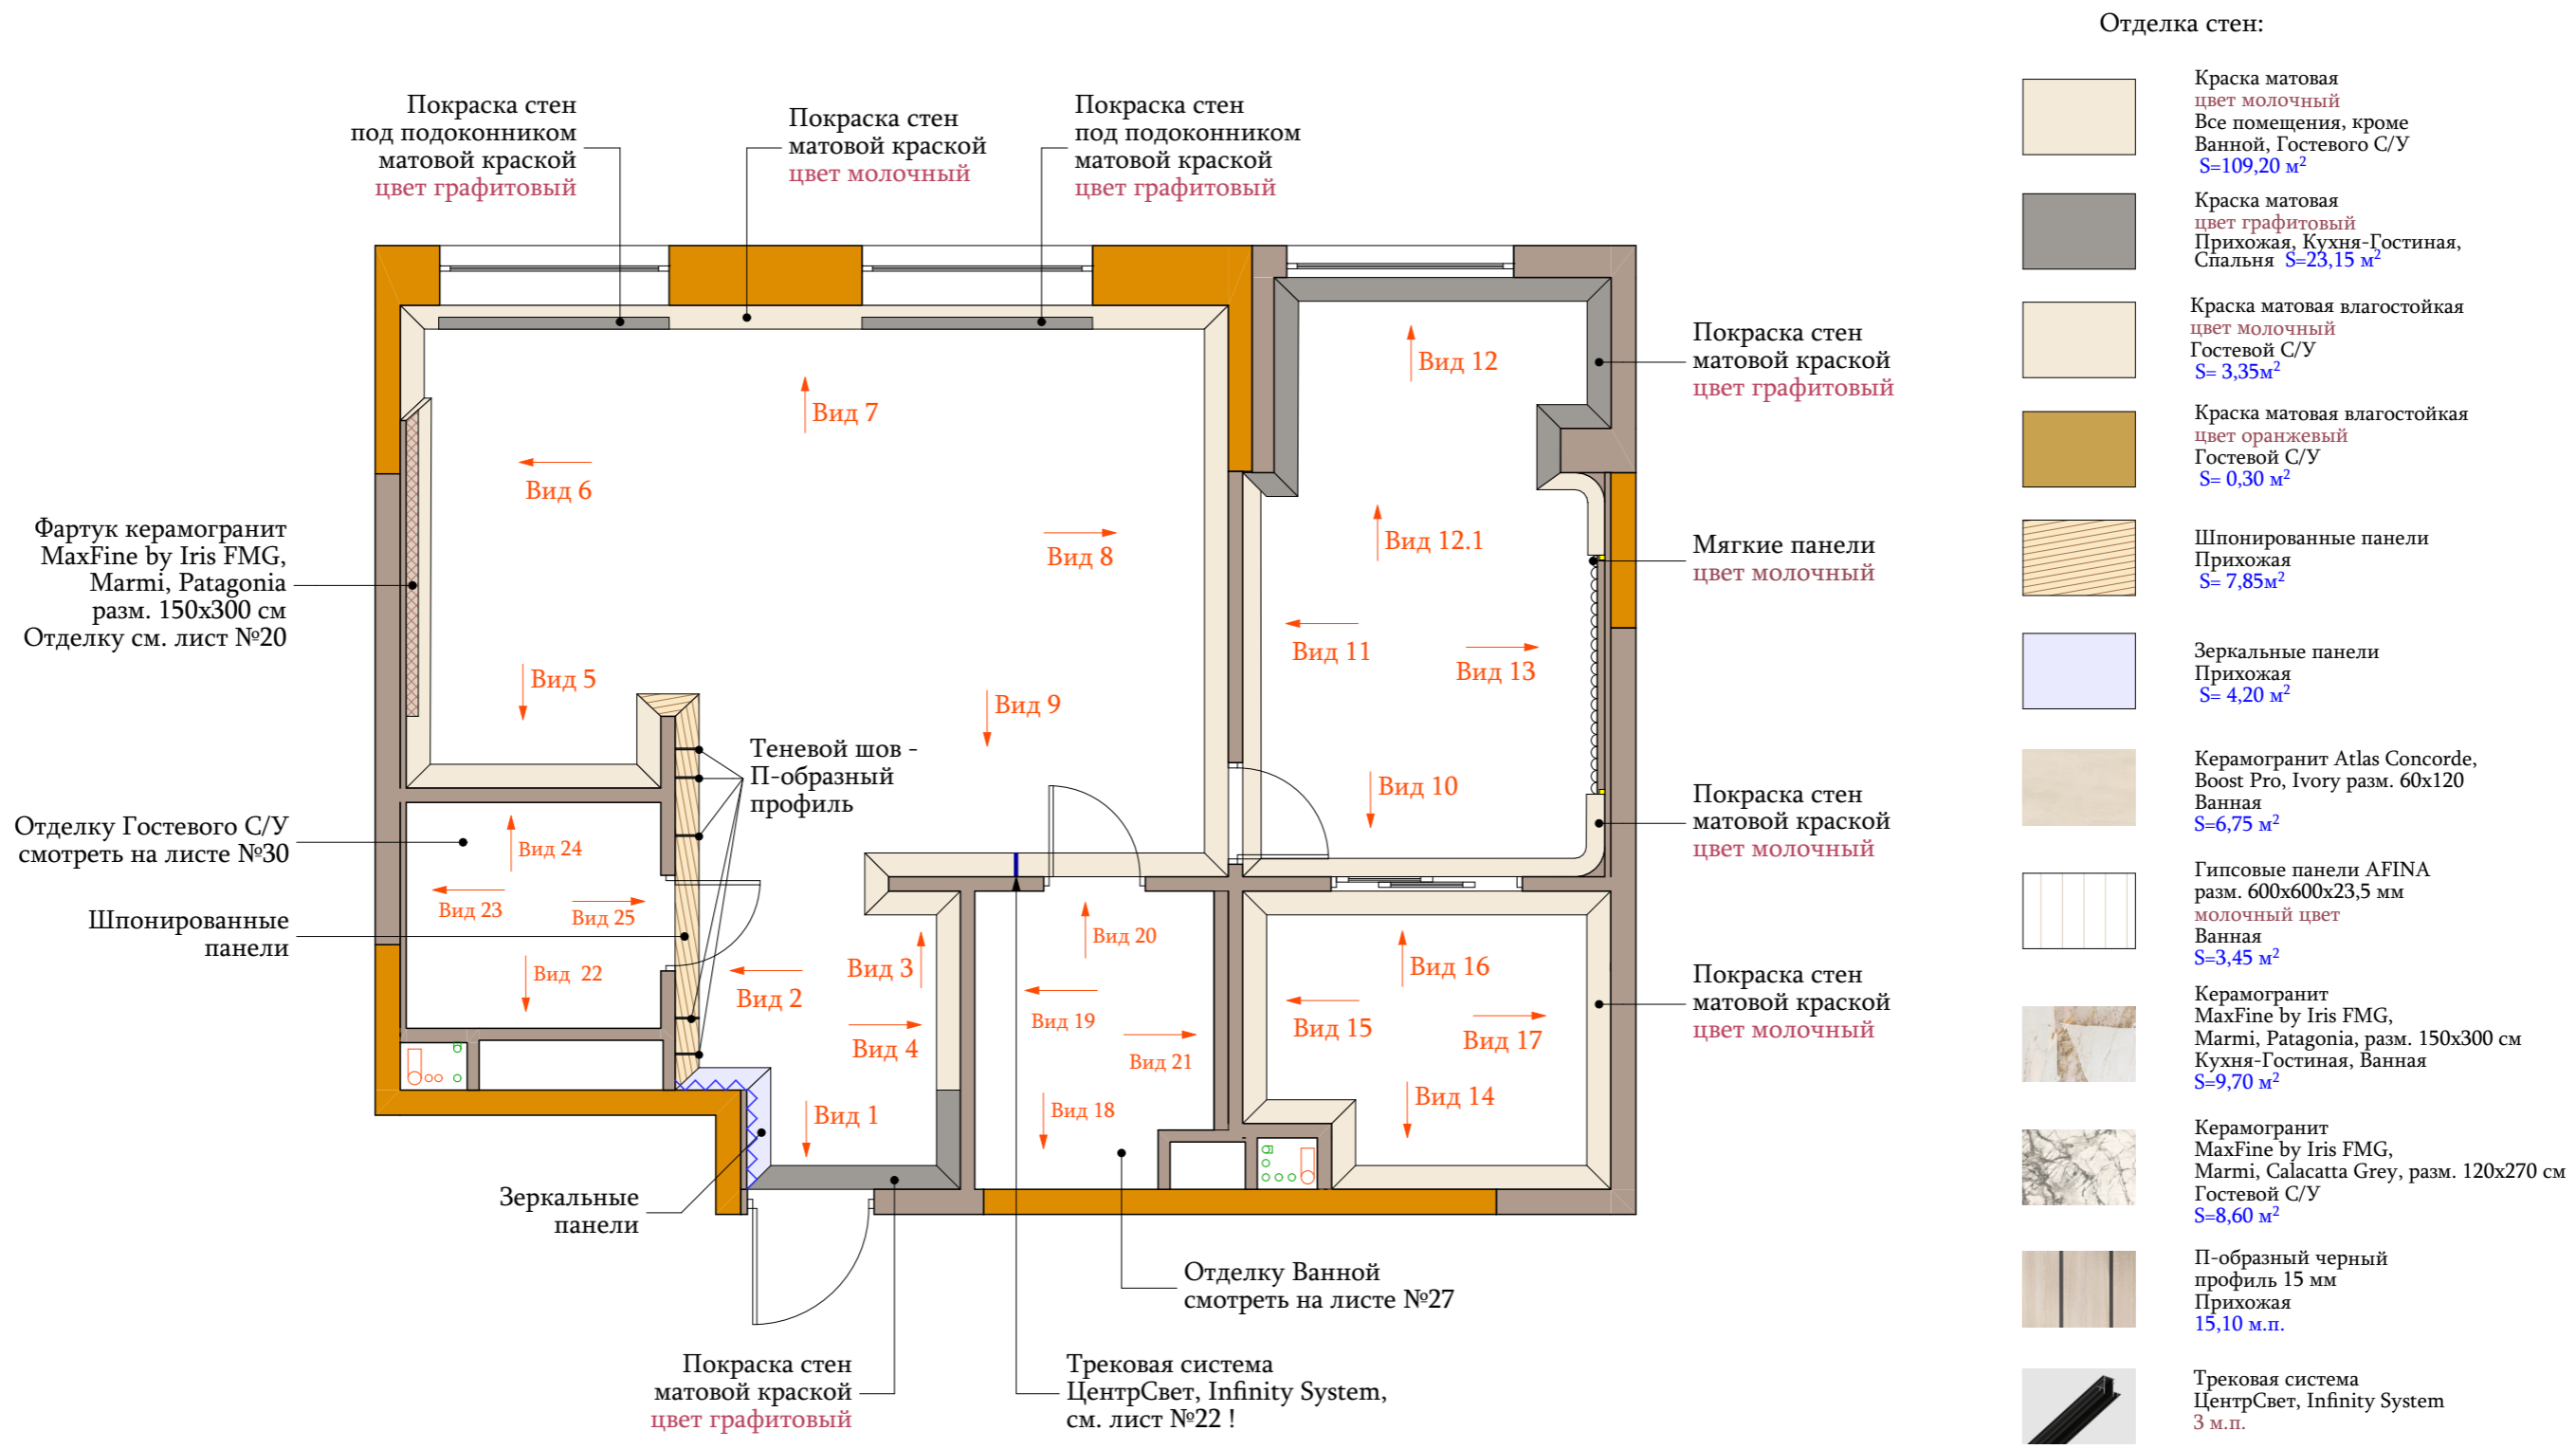 Отделка стен:
Покраска стен
под подоконником
матовой краской
цвет графитовый
Покраска стен
матовой краской
цвет молочный
Покраска стен
под подоконником
матовой краской
цвет графитовый
Вид 7
Вид 6
Вид 8
Вид 5
Вид 9
Вид 12
Вид 12.1
Вид 11
Вид 13
Вид 10
Покраска стен
матовой краской
цвет графитовый
Мягкие панели
цвет молочный
Покраска стен
матовой краской
цвет молочный
Покраска стен
матовой краской
цвет молочный
Фартук керамогранит
MaxFine by Iris FMG,
Marmi, Patagonia
разм. 150x300 см
Отделку см. лист №20
Теневой шов -
П-образный
профиль
Отделку Гостевого С/У
смотреть на листе №30
Шпонированные
панели
Вид 24
Вид 23
Вид 25
Вид 22
Вид 2
Вид 3
Вид 4
Вид 1
Вид 20
Вид 19
Вид 21
Вид 18
Вид 16
Вид 15
Вид 17
Вид 14
Зеркальные
панели
Отделку Ванной
смотреть на листе №27
Покраска стен
матовой краской
цвет графитовый
Трековая система
ЦентрСвет, Infinity System,
см. лист №22 !
Краска матовая
цвет молочный
Все помещения, кроме
Ванной, Гостевого С/У
S=109,20 м²
Краска матовая
цвет графитовый
Прихожая, Кухня-Гостиная,
Спальня S=23,15 м²
Краска матовая влагостойкая
цвет молочный
Гостевой С/У
S= 3,35м²
Краска матовая влагостойкая
цвет оранжевый
Гостевой С/У
S= 0,30 м²
Шпонированные панели
Прихожая
S= 7,85м²
Зеркальные панели
Прихожая
S= 4,20 м²
Керамогранит Atlas Concorde,
Boost Pro, Ivory разм. 60x120
Ванная
S=6,75 м²
Гипсовые панели AFINA
разм. 600x600x23,5 мм
молочный цвет
Ванная
S=3,45 м²
Керамогранит
MaxFine by Iris FMG,
Marmi, Patagonia, разм. 150x300 см
Кухня-Гостиная, Ванная
S=9,70 м²
Керамогранит
MaxFine by Iris FMG,
Marmi, Calacatta Grey, разм. 120x270 см
Гостевой С/У
S=8,60 м²
П-образный черный
профиль 15 мм
Прихожая
15,10 м.п.
Трековая система
ЦентрСвет, Infinity System
3 м.п.